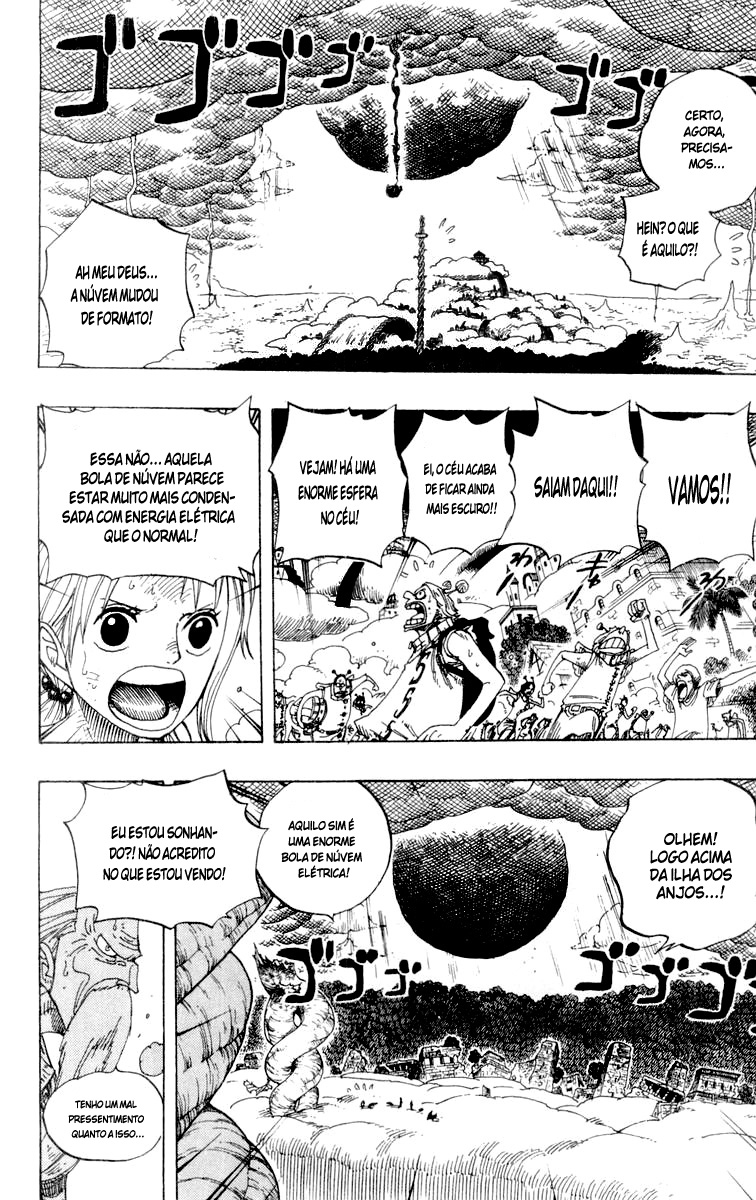 ゴゴゴゴ
ゴゴ
CERTO,
AGORA,
PRECISA-
MOS...
HEIN? O QUE
É AQUILO?!
AH MEU DEUS...
A NÚVEM MUDOU
DE FORMATO!
VAMOS!!
SAIAM DAQUI!!
EI, O CÉU ACABA
DE FICAR AINDA
MAIS ESCURO!!
VEJAM! HÁ UMA
ENORME ESFERA
NO CÉU!
ESSA NÃO... AQUELA
BOLA DE NÚVEM PARECE
ESTAR MUITO MAIS CONDEN-
SADA COM ENERGIA ELÉTRICA
QUE O NORMAL!
OLHEM!
LOGO ACIMA
DA ILHA DOS
ANJOS...!
AQUILO SIM É
UMA ENORME
BOLA DE NÚVEM
ELÉTRICA!
EU ESTOU SONHAN-
DO?! NÃO ACREDITO
NO QUE ESTOU VENDO!
ゴゴゴ
ゴゴゴ
TENHO UM MAL
PRESSENTIMENTO
QUANTO A ISSO...